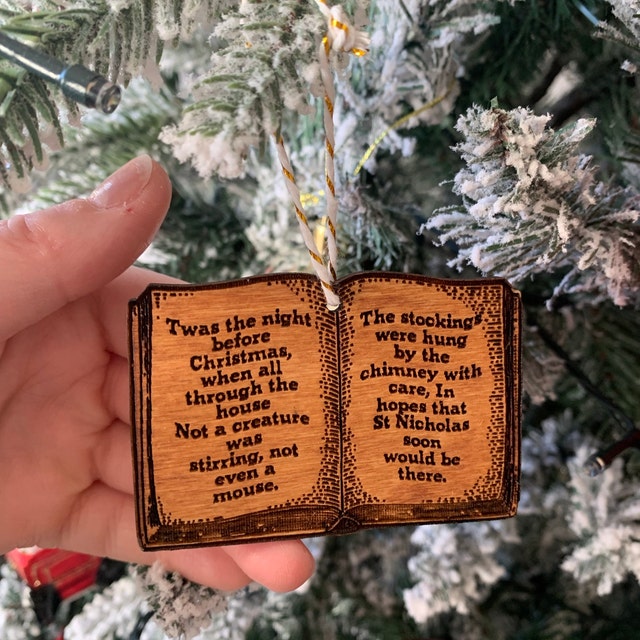 Twas the night
before
Christmas,
when all
through the
house
Not a creature
was
stirring, not
even a
mouse.
The stockings
were hung
by the
chimney with
care, In
hopes that
St Nicholas
soon
would be
there.